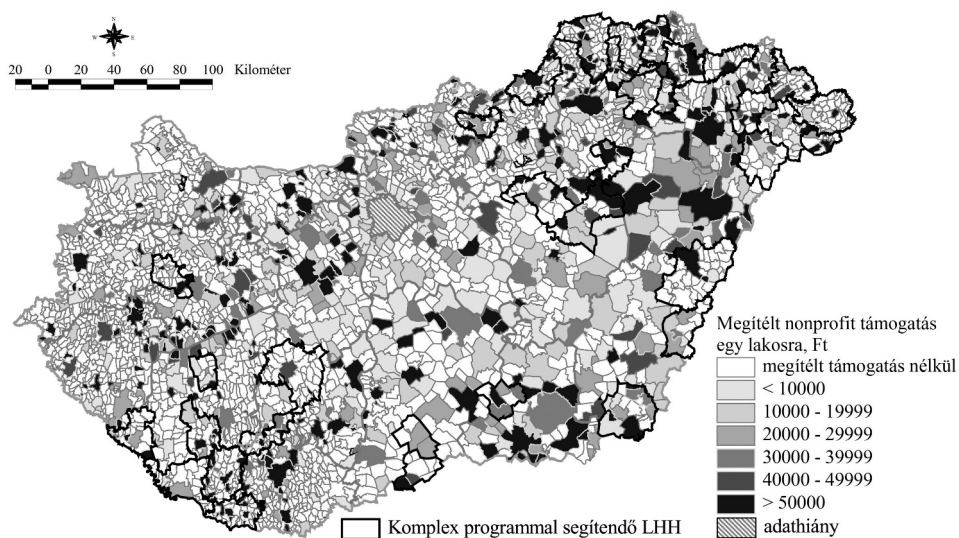 N
W E
S
20 0 20 40 60 80 100 Kilométer
Megítélt nonprofit támogatás
egy lakosra, Ft
megítélt támogatás nélkül
< 10000
10000 - 19999
20000 - 29999
30000 - 39999
40000 - 49999
> 50000
adathiány
Komplex programmal segítendő LHH